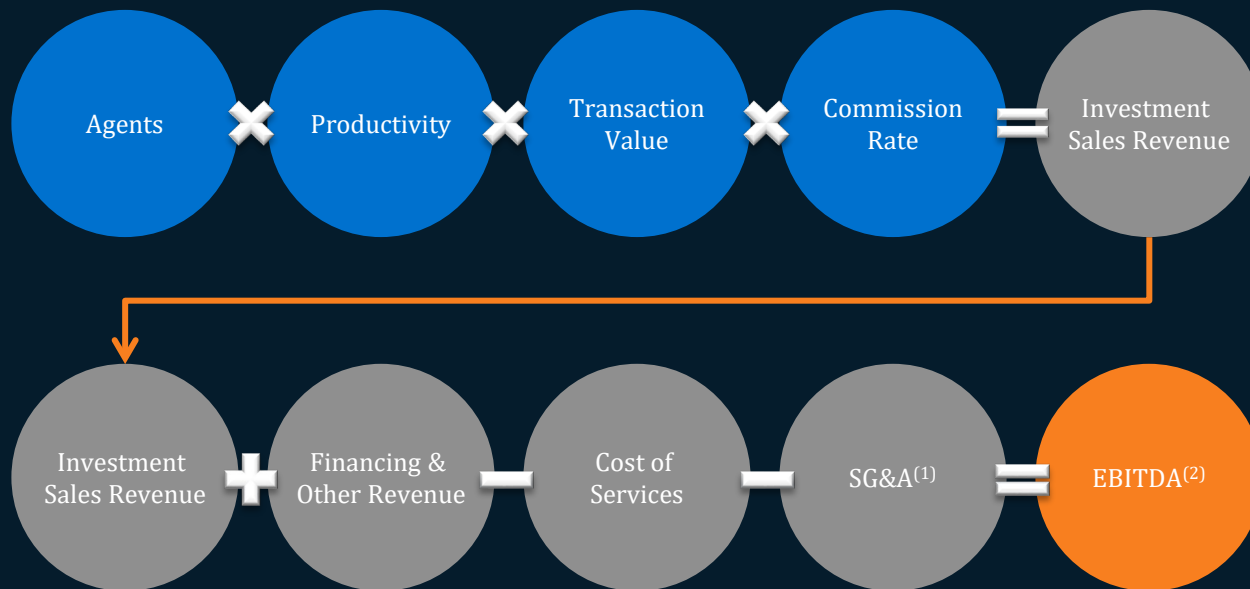 Agents
Productivity
Transaction
Value
Commission
Rate
Investment
Sales Revenue
Investment
Sales Revenue
Financing &
Other Revenue
Cost of
Services
SG&A(1)
EBITDA(2)